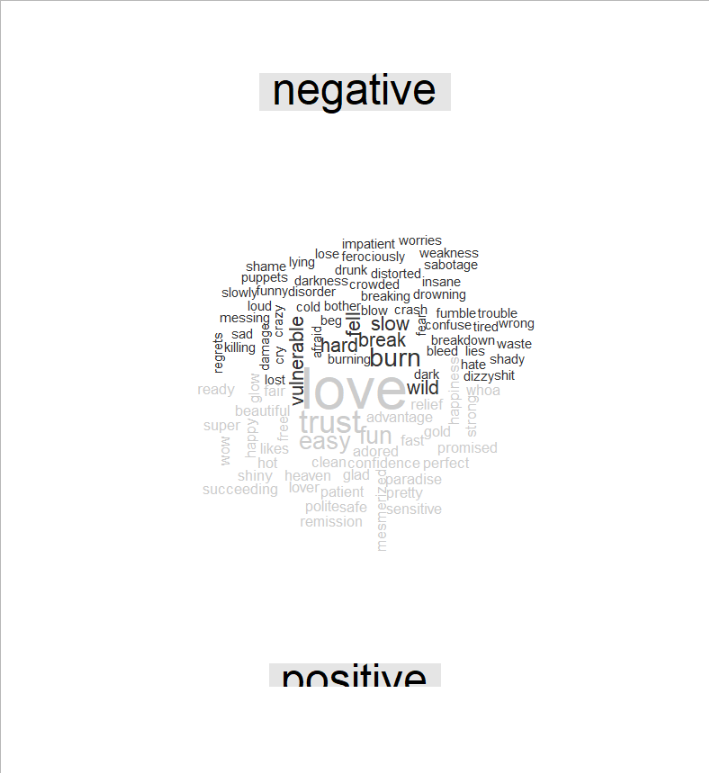 negative
impatient worries
lose ferociously weakness
shame lying drunk distorted sabotage
puppets darkness crowded insane
slowly funny disorder breaking drowning
loud crazy cold bother blow crash fear fumble trouble
messing vulnerable beg fell slow confuse tired wrong
regrets sad damaged afraid hard break breakdown waste
killing cry burning burn bleed lies shady
lost dark hate dizzy shit
wild
love
ready glow fair happiness whoa
beautiful relief strong
super free trust advantage
wow happy easy fun fast gold
likes adored promised
hot clean confidence perfect
shiny heaven glad mesmerized paradise
succeeding lover patient pretty
polite safe sensitive
remission
positive